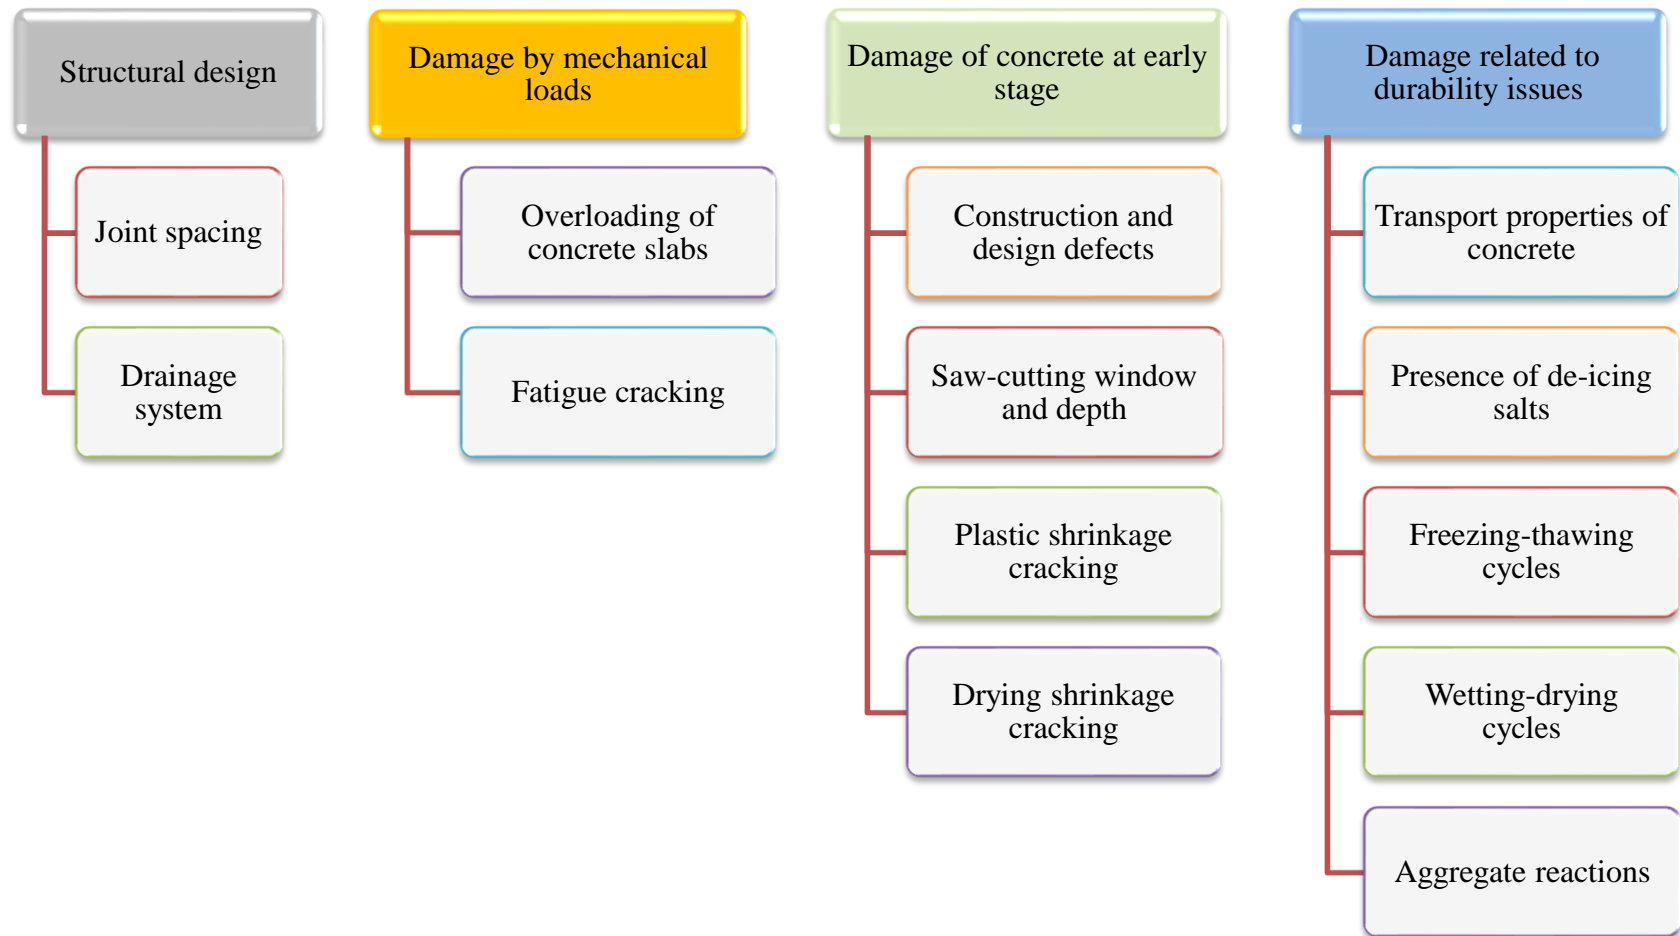 Structural design
Joint spacing
Drainage
system
Damage by mechanical
loads
Overloading of
concrete slabs
Fatigue cracking
Damage of concrete at early
stage
Construction and
design defects
Saw-cutting window
and depth
Plastic shrinkage
cracking
Drying shrinkage
cracking
Damage related to
durability issues
Transport properties of
concrete
Presence of de-icing
salts
Freezing-thawing
cycles
Wetting-drying
cycles
Aggregate reactions